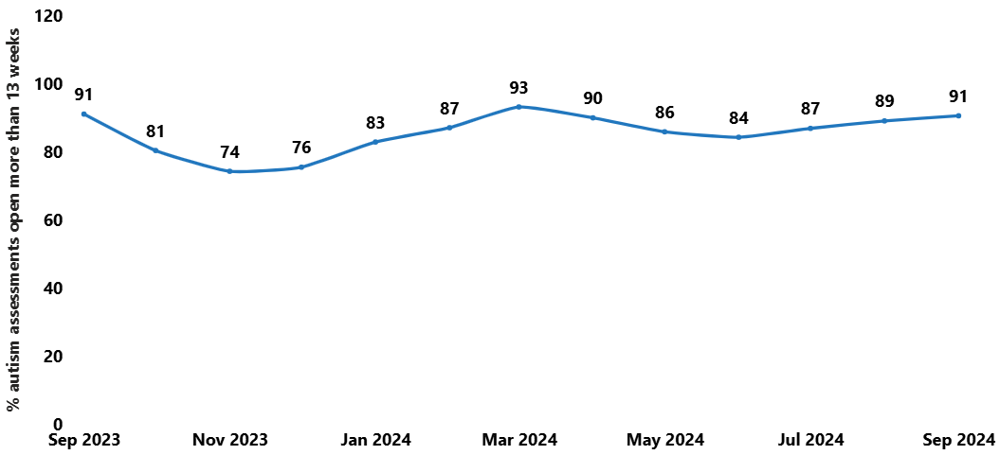 % autism assessments open more than 13 weeks
120
100
80
60
40
20
0
91
81
74
76
83
87
93
90
86
84
87
89
91
Sep 2023
Nov 2023
Jan 2024
Mar 2024
May 2024
Jul 2024
Sep 2024